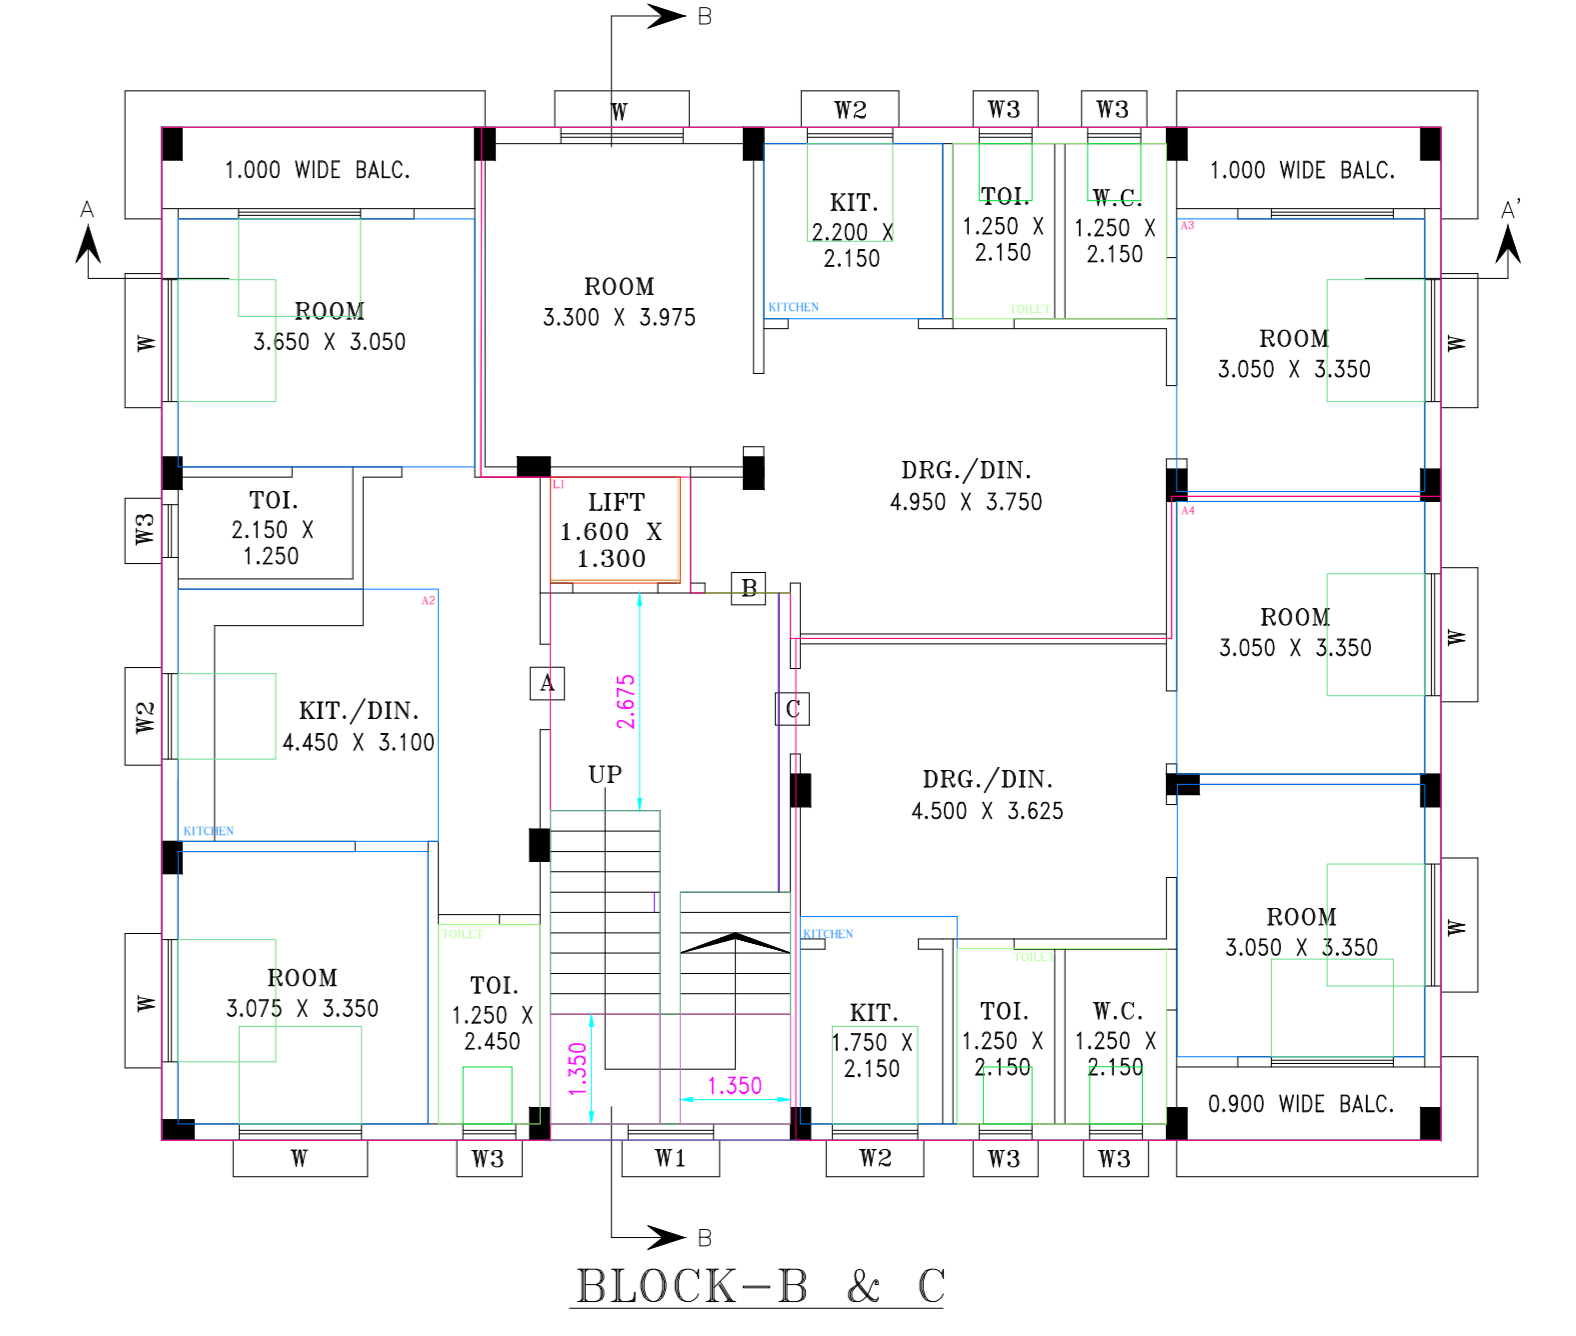 B
W
W2
W3
W3
1.000 WIDE BALC.
1.000 WIDE BALC.
A
A'
KIT.
2.200 X
2.150
TOI.
1.250 X
2.150
W.C.
1.250 X
2.150
A3
KITCHEN
TOILET
ROOM
3.650 X 3.050
ROOM
3.300 X 3.975
ROOM
3.050 X 3.350
W
W
DRG./DIN.
4.950 X 3.750
TOI.
2.150 X
1.250
W3
L1
LIFT
1.600 X
1.300
A4
B
A2
ROOM
3.050 X 3.350
W
A
2.675
C
W2
KIT./DIN.
4.450 X 3.100
UP
DRG./DIN.
4.500 X 3.625
KITCHEN
ROOM
3.050 X 3.350
W
TOILET
KITCHEN
TOILET
ROOM
3.075 X 3.350
W
TOI.
1.250 X
2.450
KIT.
1.750 X
2.150
TOI.
1.250 X
2.150
W.C.
1.250 X
2.150
1.350
1.350
0.900 WIDE BALC.
W
W3
W1
W2
W3
W3
B
BLOCK-B & C